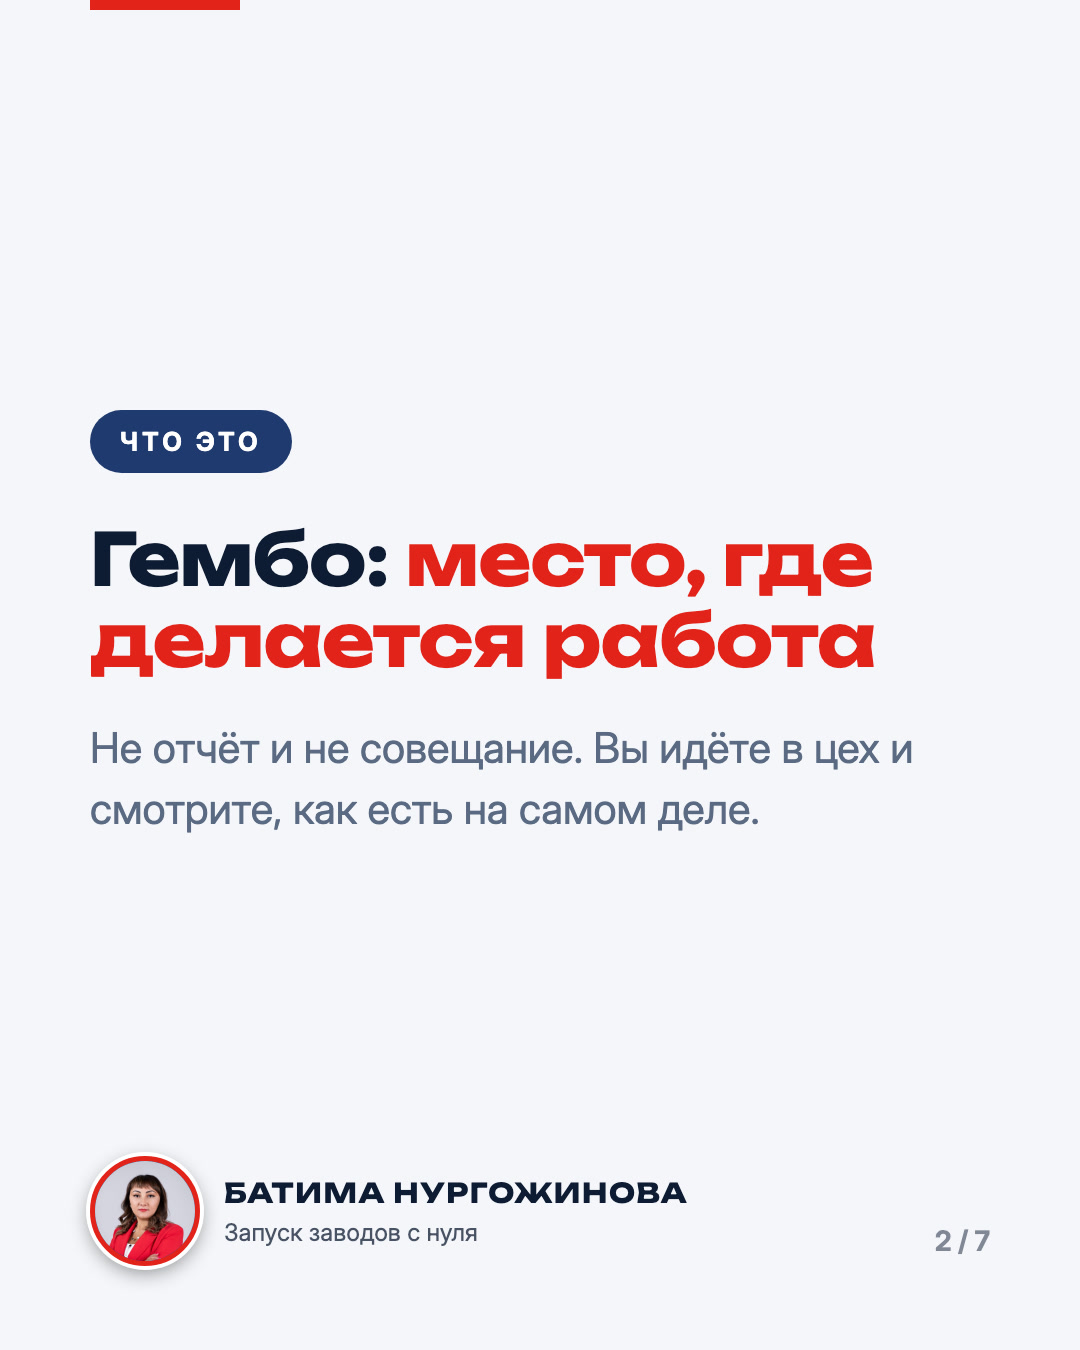 ЧТО ЭТО
Гембо: место, где
делается работа
Не отчёт и не совещание. Вы идёте в цех и
смотрите, как есть на самом деле.
БАТИМА НУРГОЖИНОВА
Запуск заводов с нуля
2 / 7